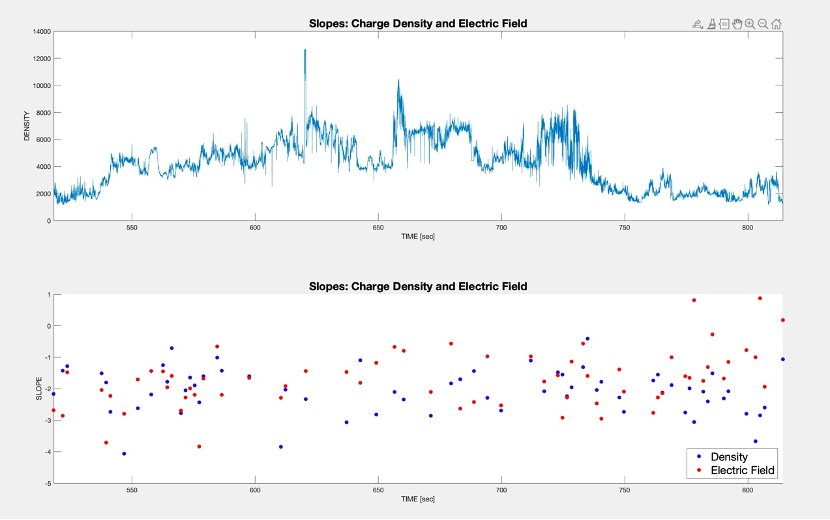 Slopes: Charge Density and Electric Field
14000
12000
10000
8000
6000
4000
2000
0
DENSITY
550 600 650 700 750 800
TIME [sec]
Slopes: Charge Density and Electric Field
1
0
-1
-2
-3
-4
-5
SLOPE
Density
Electric Field
550 600 650 700 750 800
TIME [sec]